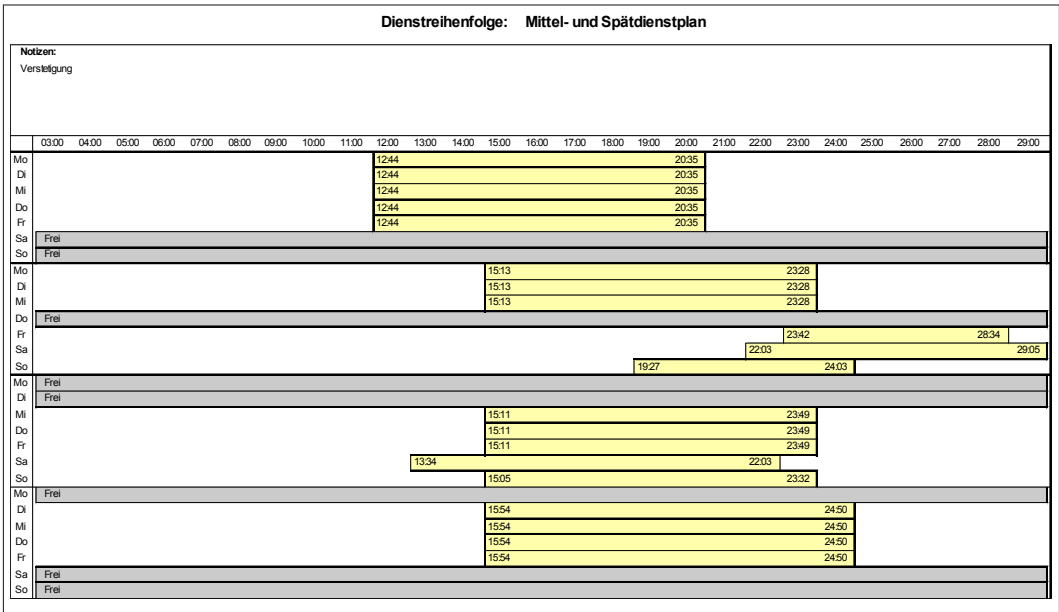 Dienstreihenfolge: Mittel- und Spätdienstplan
Notizen:
Verstetigung
03:00 04:00 05:00 06:00 07:00 08:00 09:00 10:00 11:00 12:00 13:00 14:00 15:00 16:00 17:00 18:00 19:00 20:00 21:00 22:00 23:00 24:00 25:00 26:00 27:00 28:00 29:00
Mo 12:44 20:35
Di 12:44 20:35
Mi 12:44 20:35
Do 12:44 20:35
Fr 12:44 20:35
Sa Frei
So Frei
Mo 15:13 23:28
Di 15:13 23:28
Mi 15:13 23:28
Do Frei
Fr 23:42 28:34
Sa 22:03 29:05
So 19:27 24:03
Mo Frei
Di Frei
Mi 15:11 23:49
Do 15:11 23:49
Fr 15:11 23:49
Sa 13:34 22:03
So 15:05 23:32
Mo Frei
Di 15:54 24:50
Mi 15:54 24:50
Do 15:54 24:50
Fr 15:54 24:50
Sa Frei
So Frei